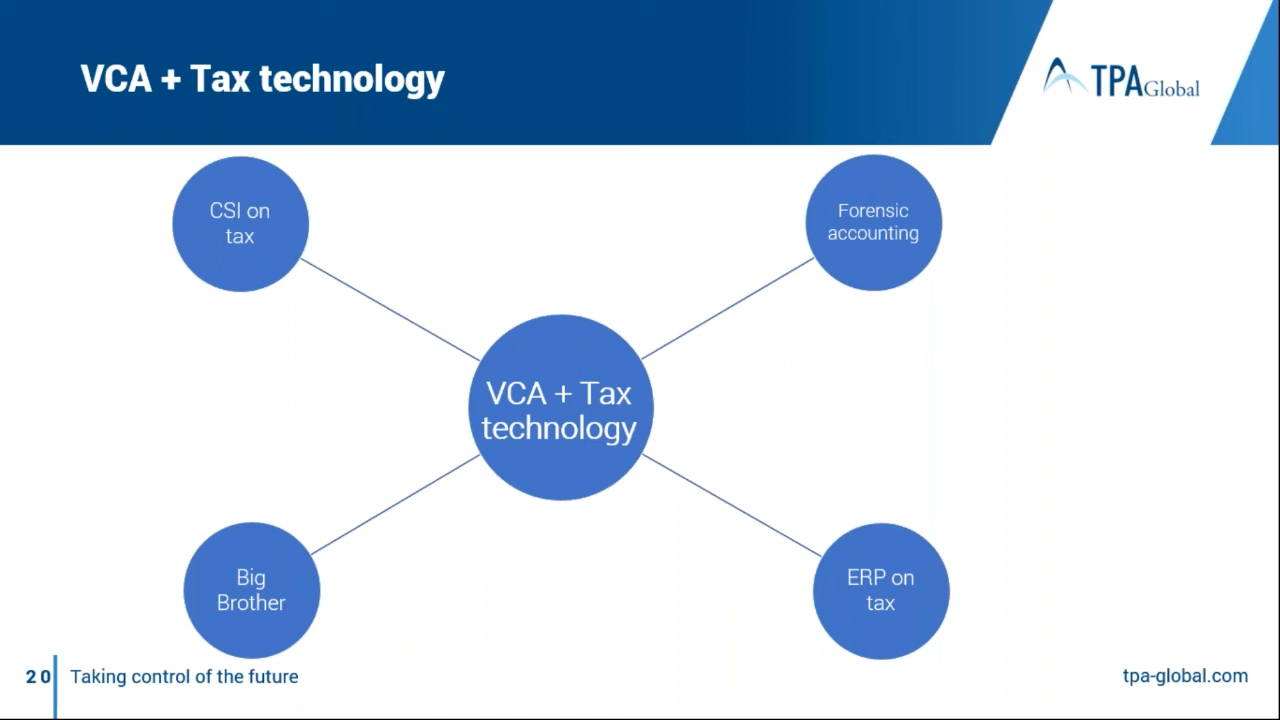 VCA + Tax technology
TPA Global
CSI on
tax
Forensic
accounting
VCA + Tax
technology
Big
Brother
ERP on
tax
20
Taking control of the future
tpa-global.com